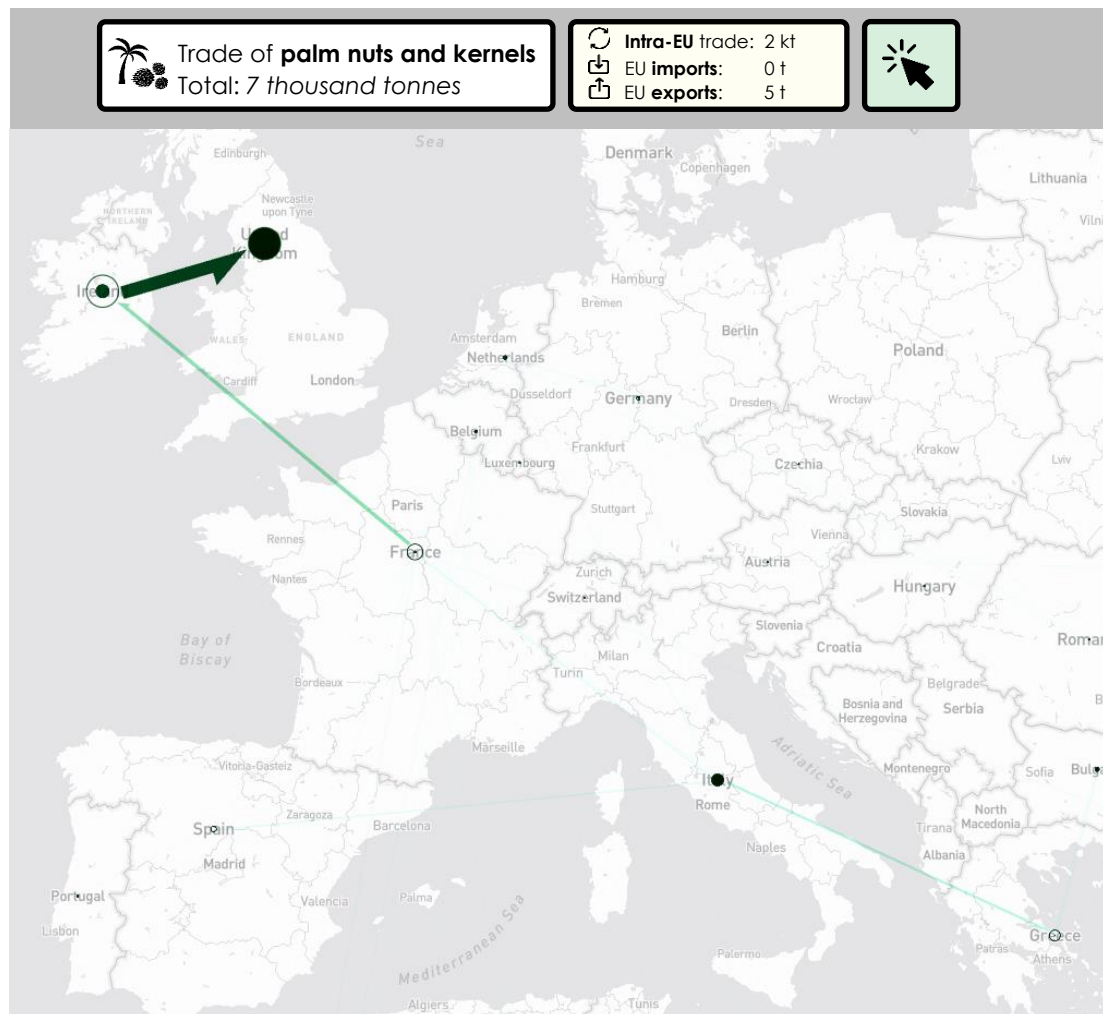 Trade of palm nuts and kernels
Total: 7 thousand tonnes
Intra-EU trade: 2 kt
EU imports: 0 t
EU exports: 5 t
Sea
Edinburgh
Denmark
Copenhagen
Lithuania
Newcastle
upon Tyne
NORTHERN
IRELAND
United
Kingdom
Ireland
Hamburg
Bremen
WALES
ENGLAND
Amsterdam
Netherlands
Berlin
Poland
Cardiff
London
Düsseldorf
Germany
Dresden
Wrocław
Belgium
Frankfurt
Luxembourg
Czechia
Krakow
Lviv
Paris
Stuttgart
Slovakia
Rennes
France
Vienna
Austria
Nantes
Zurich
Switzerland
Hungary
Bay of
Biscay
Slovenia
Croatia
Milan
Turin
Bordeaux
Belgrade
Bosnia and
Herzegovina
Serbia
Marseille
Adriatic Sea
Vitoria-Gasteiz
Montenegro
Sofia
Italy
Rome
Zaragoza
Spain
Barcelona
North
Macedonia
Tirana
Madrid
Naples
Albania
Portugal
Valencia
Palma
Lisbon
Mediterranean Sea
Greece
Patras
Athens
Palermo
Algiers
Tunis